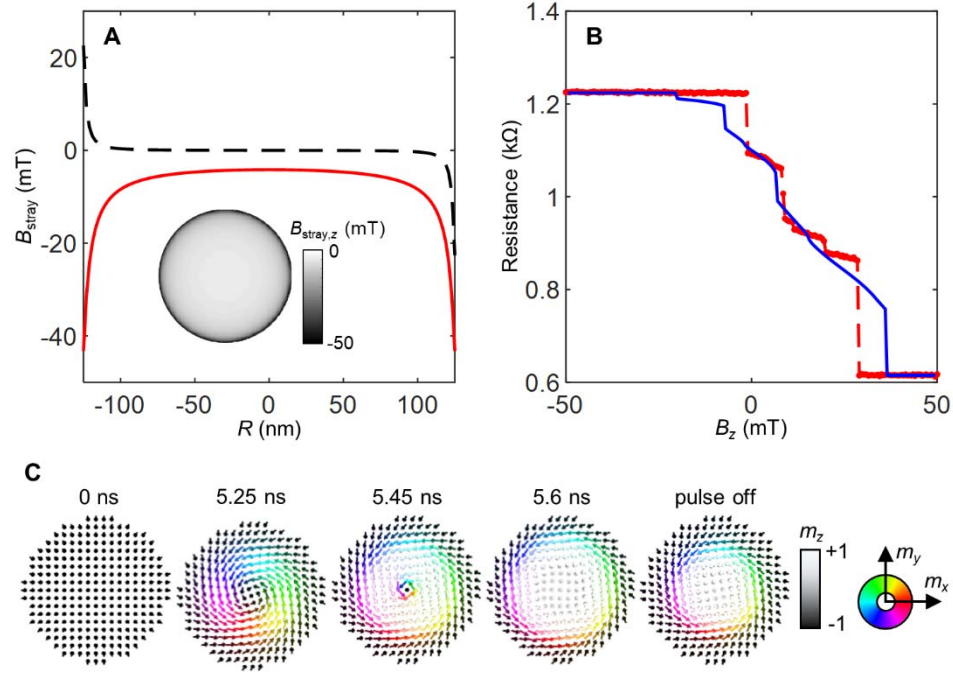 A
20
0
-20
-40
B_stray (mT)
-100
-50
0
50
100
R (nm)
B_stray,z (mT)
0
-50
B
1.4
1.2
1
0.8
0.6
Resistance (kΩ)
-50
0
50
B_z (mT)
C
0 ns
5.25 ns
5.45 ns
5.6 ns
pulse off
m_z
+1
-1
m_y
m_x